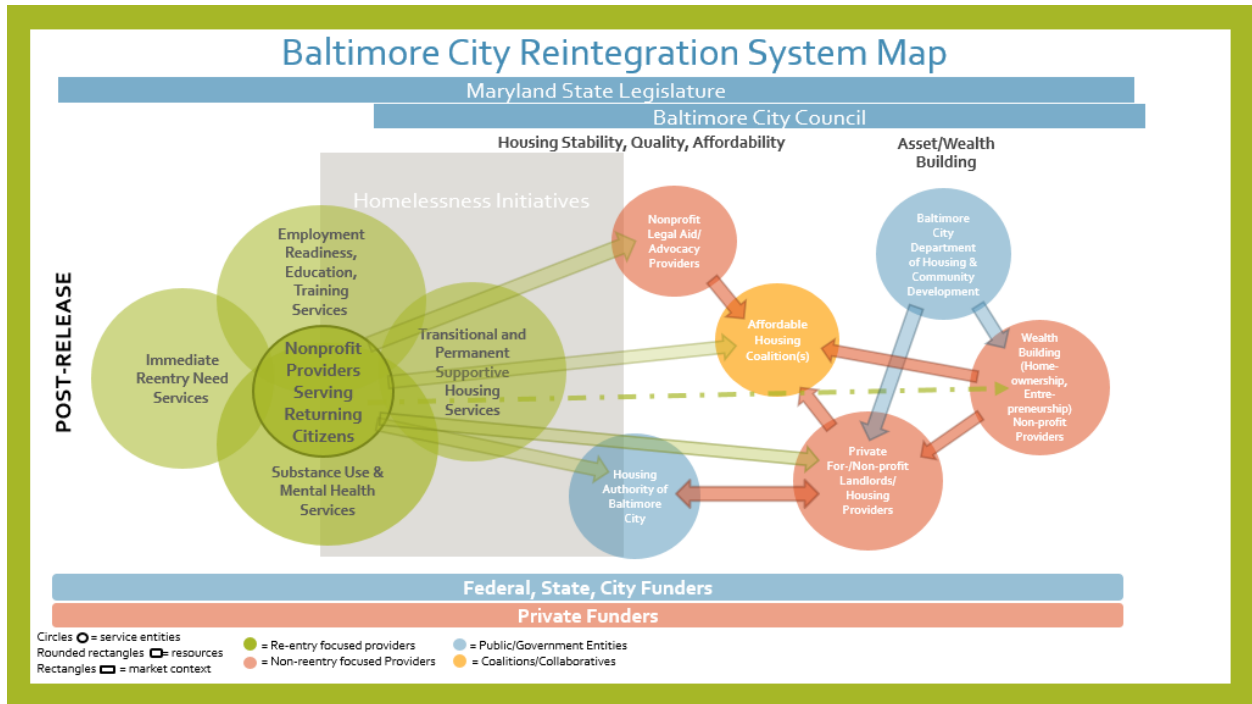 Baltimore City Reintegration System Map
Maryland State Legislature
Baltimore City Council
Housing Stability, Quality, Affordability
Asset/Wealth
Building
Homelessness Initiatives
POST-RELEASE
Employment
Readiness,
Education,
Training
Services
Immediate
Reentry Need
Services
Nonprofit
Providers
Serving
Returning
Citizens
Transitional and
Permanent
Supportive
Housing
Services
Substance Use &
Mental Health
Services
Nonprofit
Legal Aid/
Advocacy
Providers
Baltimore
City
Department
of Housing &
Community
Development
Affordable
Housing
Coalition(s)
Wealth
Building
(Home-
ownership,
Entre-
preneurship)
Non-profit
Providers
Housing
Authority of
Baltimore
City
Private
For-/Non-profit
Landlords/
Housing
Providers
Federal, State, City Funders
Private Funders
Circles = service entities
Rounded rectangles = resources
Rectangles = market context
= Re-entry focused providers
= Non-reentry focused Providers
= Public/Government Entities
= Coalitions/Collaboratives